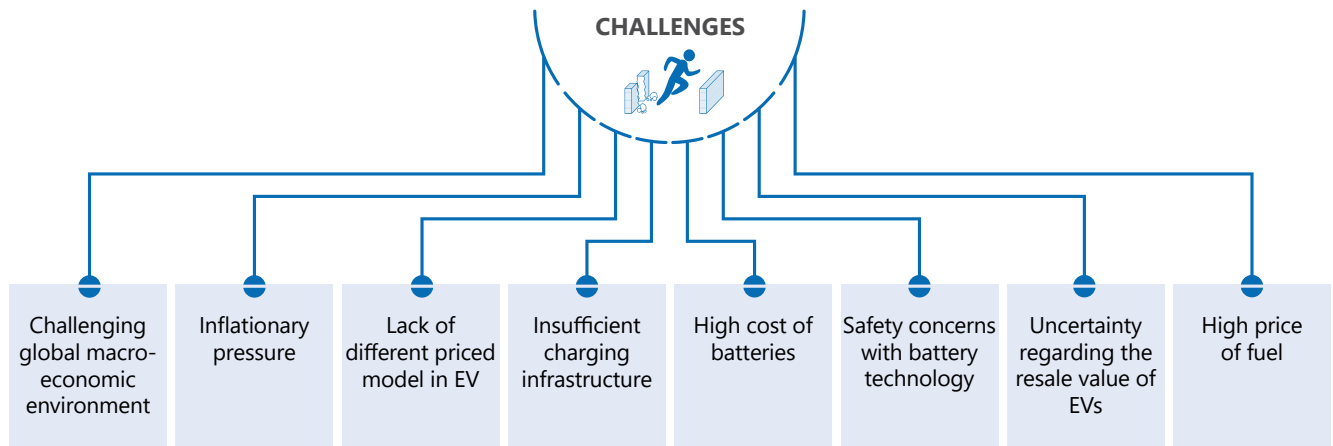 CHALLENGES
Challenging
global macro-
economic
environment
Inflationary
pressure
Lack of
different priced
model in EV
Insufficient
charging
infrastructure
High cost of
batteries
Safety concerns
with battery
technology
Uncertainty
regarding the
resale value of
EVs
High price
of fuel